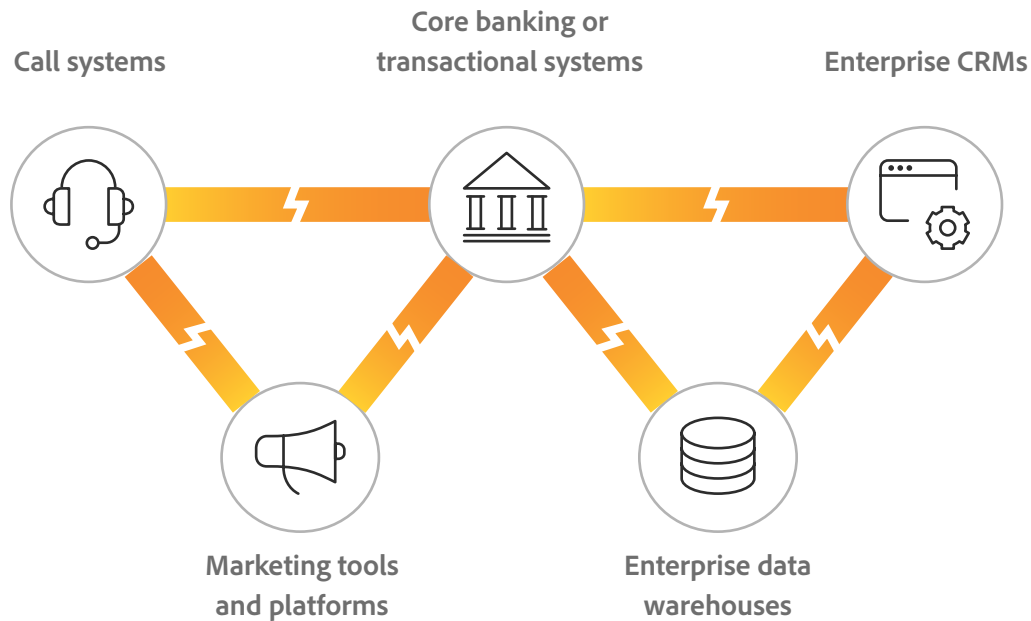 Call systems
Core banking or
transactional systems
Enterprise CRMs
Marketing tools
and platforms
Enterprise data
warehouses